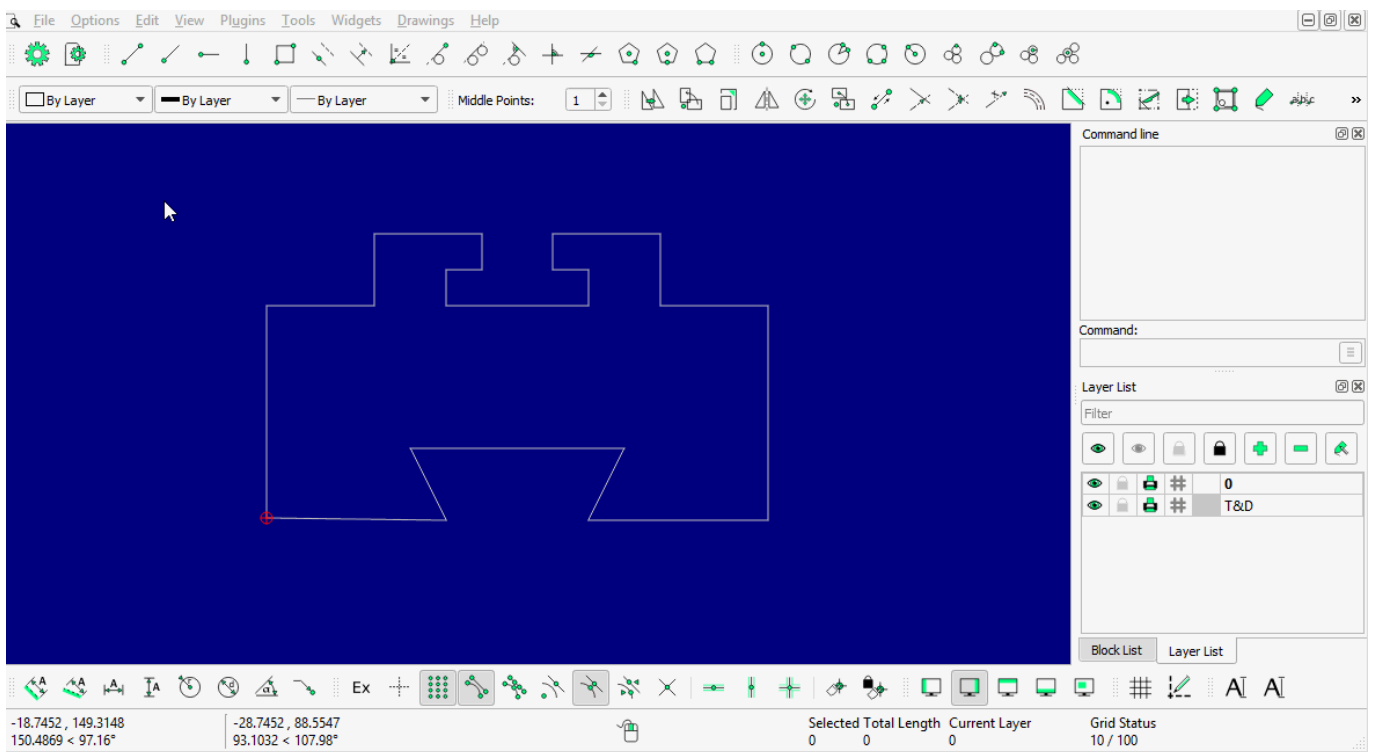 File Options Edit View Plugins Tools Widgets Drawings Help
By Layer By Layer By Layer Middle Points: 1
Command line
Command:
Layer List
Filter
0
T&D
Block List Layer List
Ex
-18.7452 , 149.3148 -28.7452 , 88.5547 Selected Total Length Current Layer Grid Status
150.4869 < 97.16° 93.1032 < 107.98° 0 0 0 10 / 100